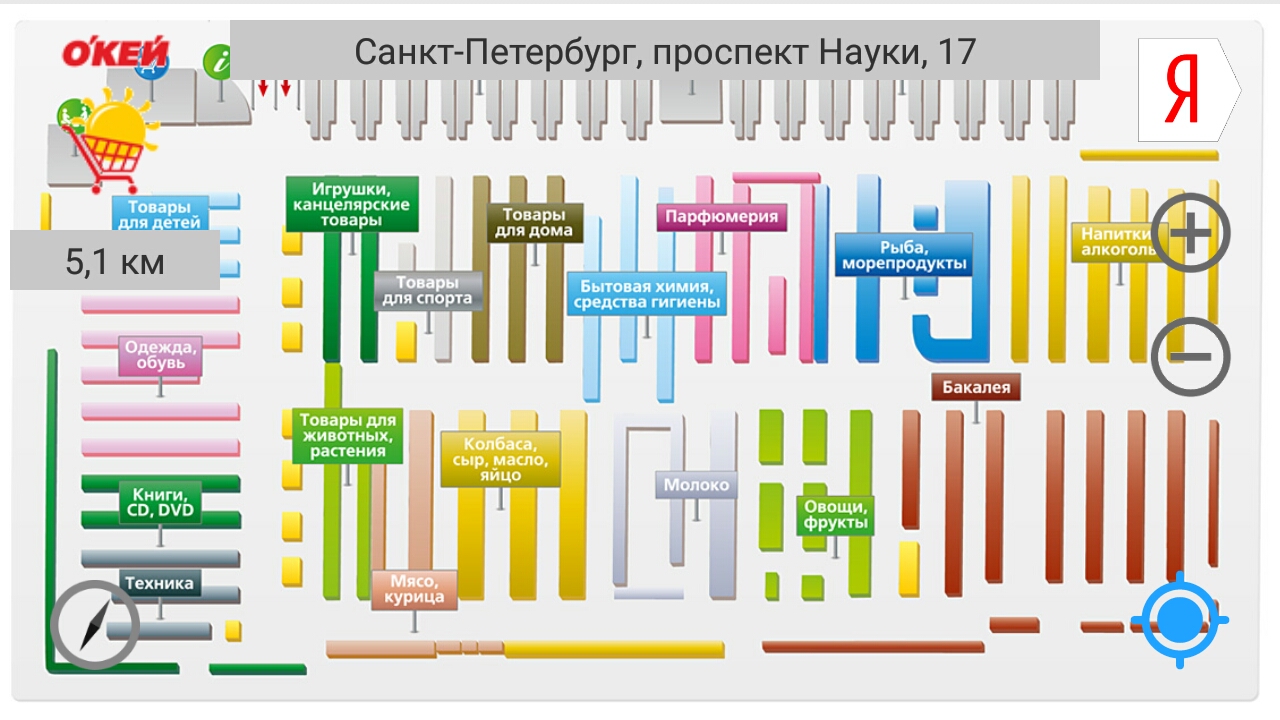 О'КЕЙ
i
Санкт-Петербург, проспект Науки, 17
Я
Товары
для детей
5,1 км
Игрушки,
канцелярские
товары
Товары
для спорта
Товары
для дома
Бытовая химия,
средства гигиены
Парфюмерия
Рыба,
морепродукты
Напитки
алкоголь
Одежда,
обувь
Бакалея
Товары для
животных,
растения
Колбаса,
сыр, масло,
яйцо
Молоко
Овощи,
фрукты
Книги,
CD, DVD
Техника
Мясо,
курица